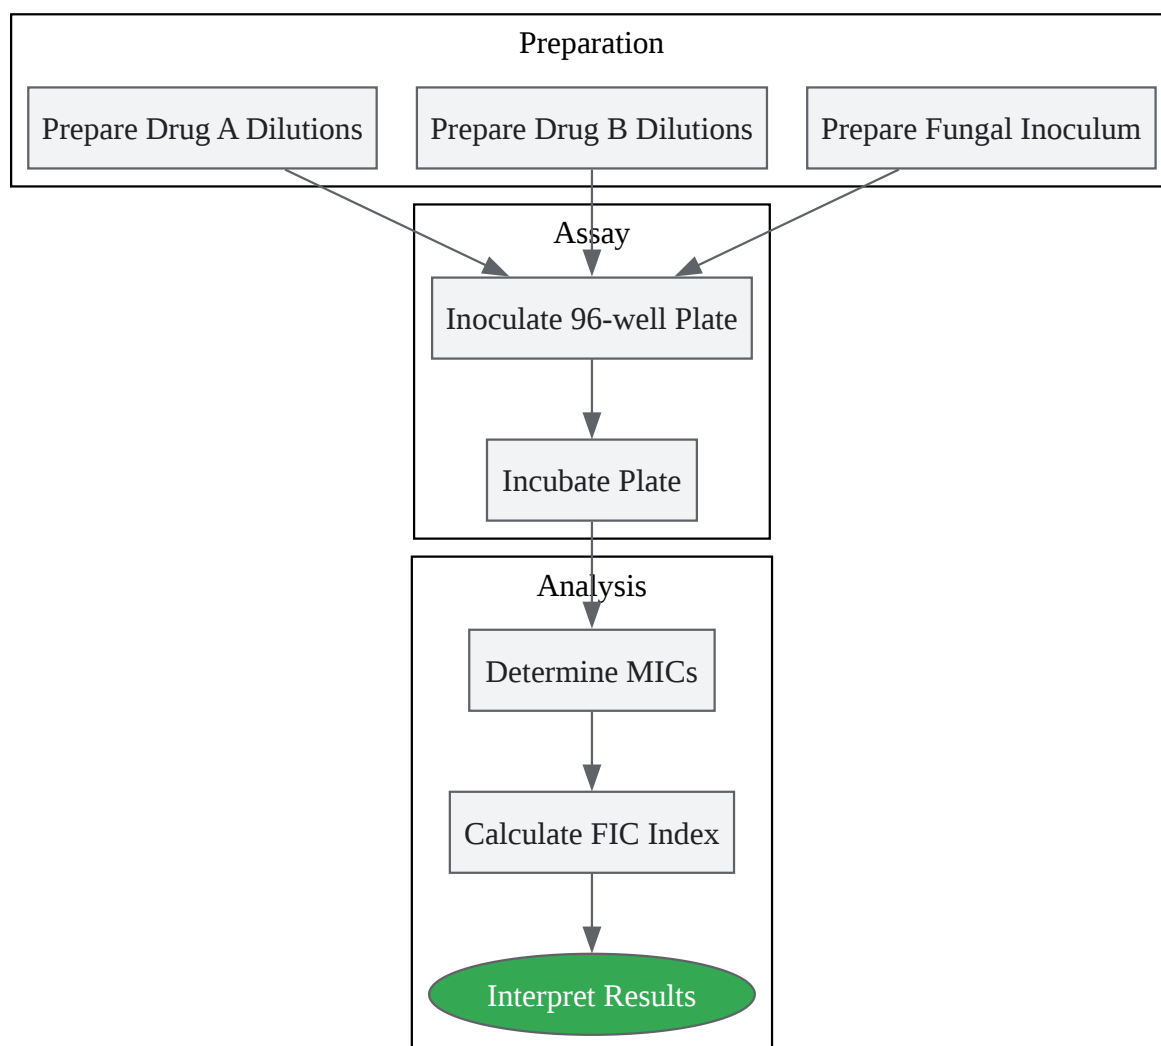 Preparation
Prepare Drug A Dilutions
Prepare Drug B Dilutions
Prepare Fungal Inoculum
Assay
Inoculate 96-well Plate
Incubate Plate
Analysis
Determine MICs
Calculate FIC Index
Interpret Results